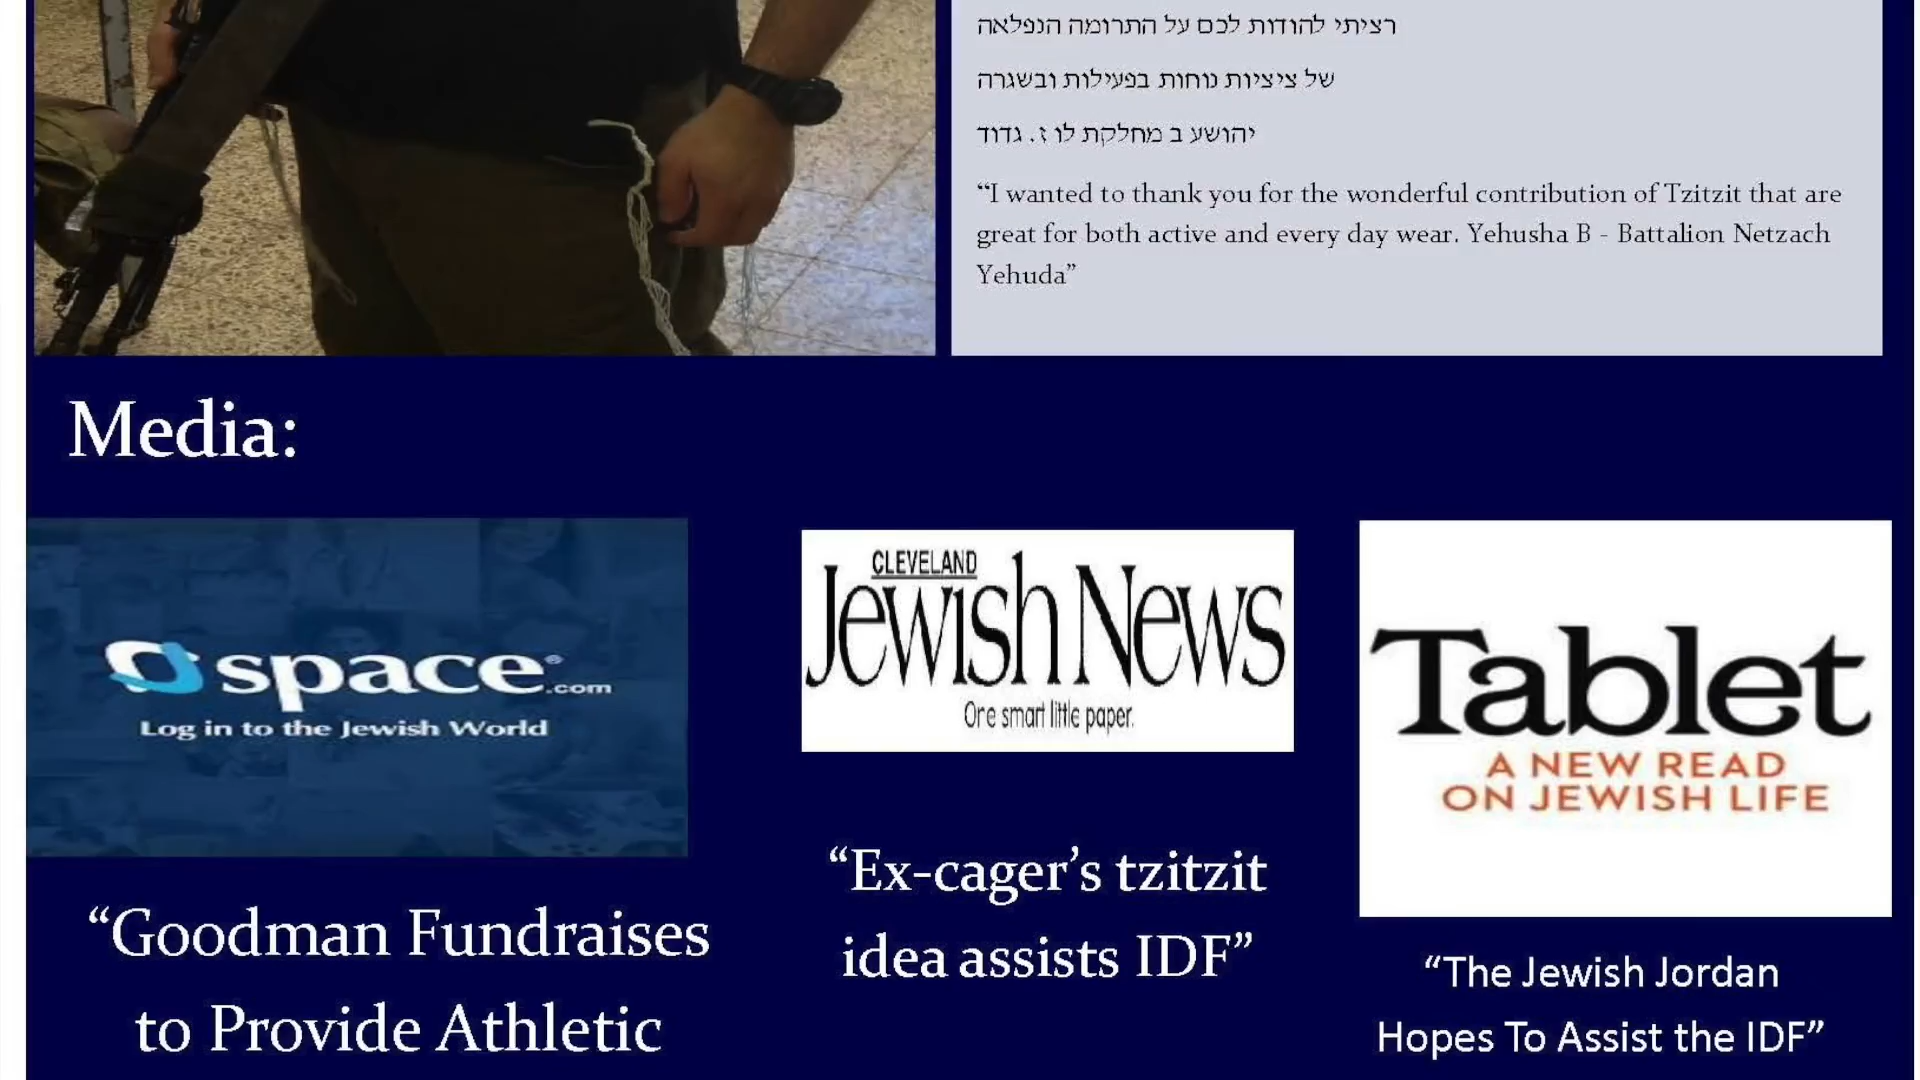 רציתי להודות לכם על התרומה הנפלאה
של ציציות נוחות בפעילות ובשגרה
יהושע ב מחלקת לו ז. גדוד
“I wanted to thank you for the wonderful contribution of Tzitzit that are
great for both active and every day wear. Yehusha B - Battalion Netzach
Yehuda”
Media:
space®.com
Log in to the Jewish World
CLEVELAND
Jewish News
One smart little paper.
Tablet
A NEW READ
ON JEWISH LIFE
“Goodman Fundraises
to Provide Athletic
“Ex-cager’s tzitzit
idea assists IDF”
“The Jewish Jordan
Hopes To Assist the IDF”